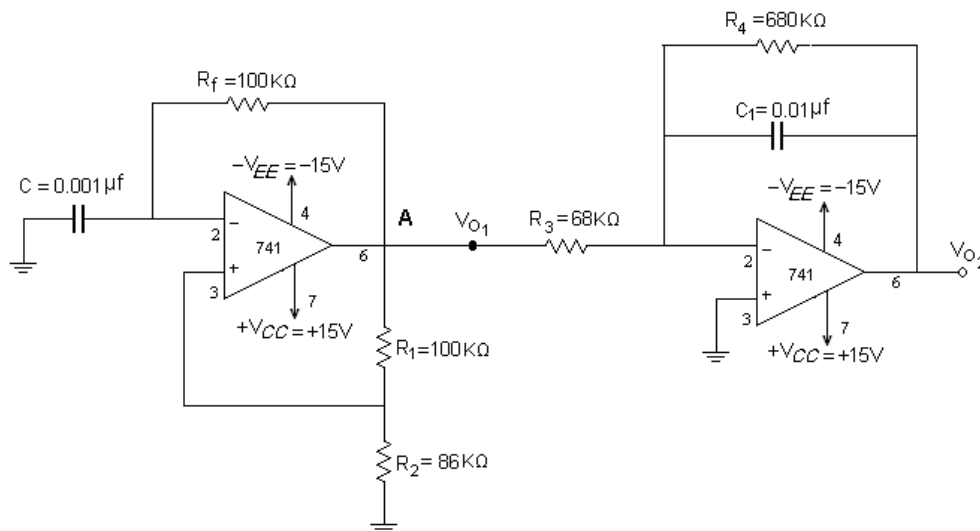 R4 = 680KΩ
Rf = 100KΩ
C1 = 0.01µf
−VEE = −15V
−VEE = −15V
C = 0.001µf
4
A
VO1
R3 = 68KΩ
4
−
2
741
6
+
3
7
+VCC = +15V
−
2
741
6
VO2
+
3
7
+VCC = +15V
R1 = 100KΩ
R2 = 86KΩ